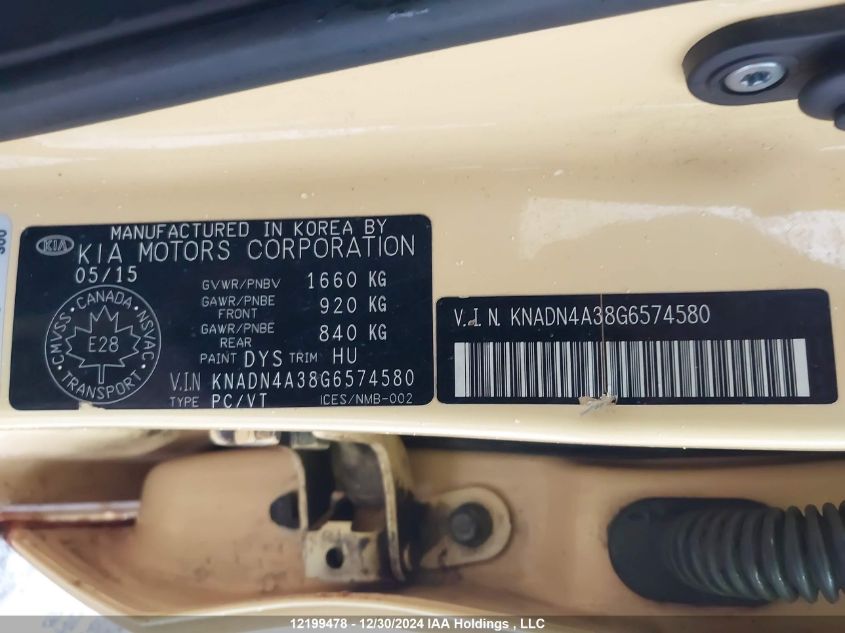 300
KIA
MANUFACTURED IN KOREA BY
KIA MOTORS CORPORATION
05/15
GVWR/PNBV 1660 KG
GAWR/PNBE FRONT 920 KG
GAWR/PNBE REAR 840 KG
PAINT DYS TRIM HU
V.I.N KNADN4A38G6574580
TYPE PC/VT ICES/NMB-002
CANADA
CMVSS NSVAC
E28
TRANSPORT
V.I.N. KNADN4A38G6574580
12199478 - 12/30/2024 IAA Holdings , LLC